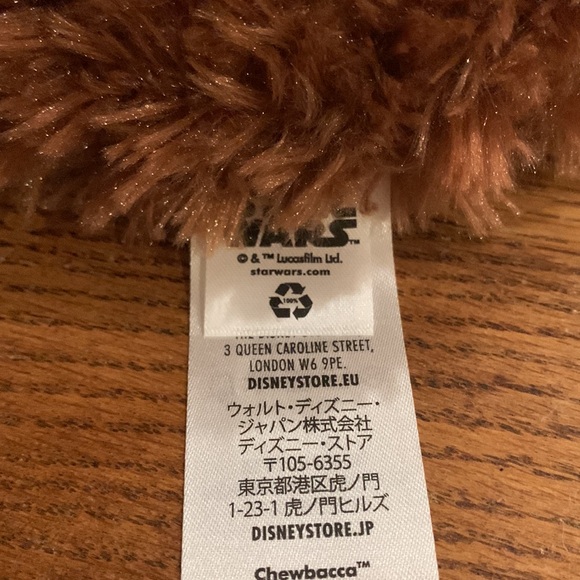 WARS™
© & ™ Lucasfilm Ltd.
starwars.com
100%
THE DISNEY
3 QUEEN CAROLINE STREET,
LONDON W6 9PE.
DISNEYSTORE.EU
ウォルト・ディズニー・
ジャパン株式会社
ディズニー・ストア
〒105-6355
東京都港区虎ノ門
1-23-1 虎ノ門ヒルズ
DISNEYSTORE.JP
Chewbacca™